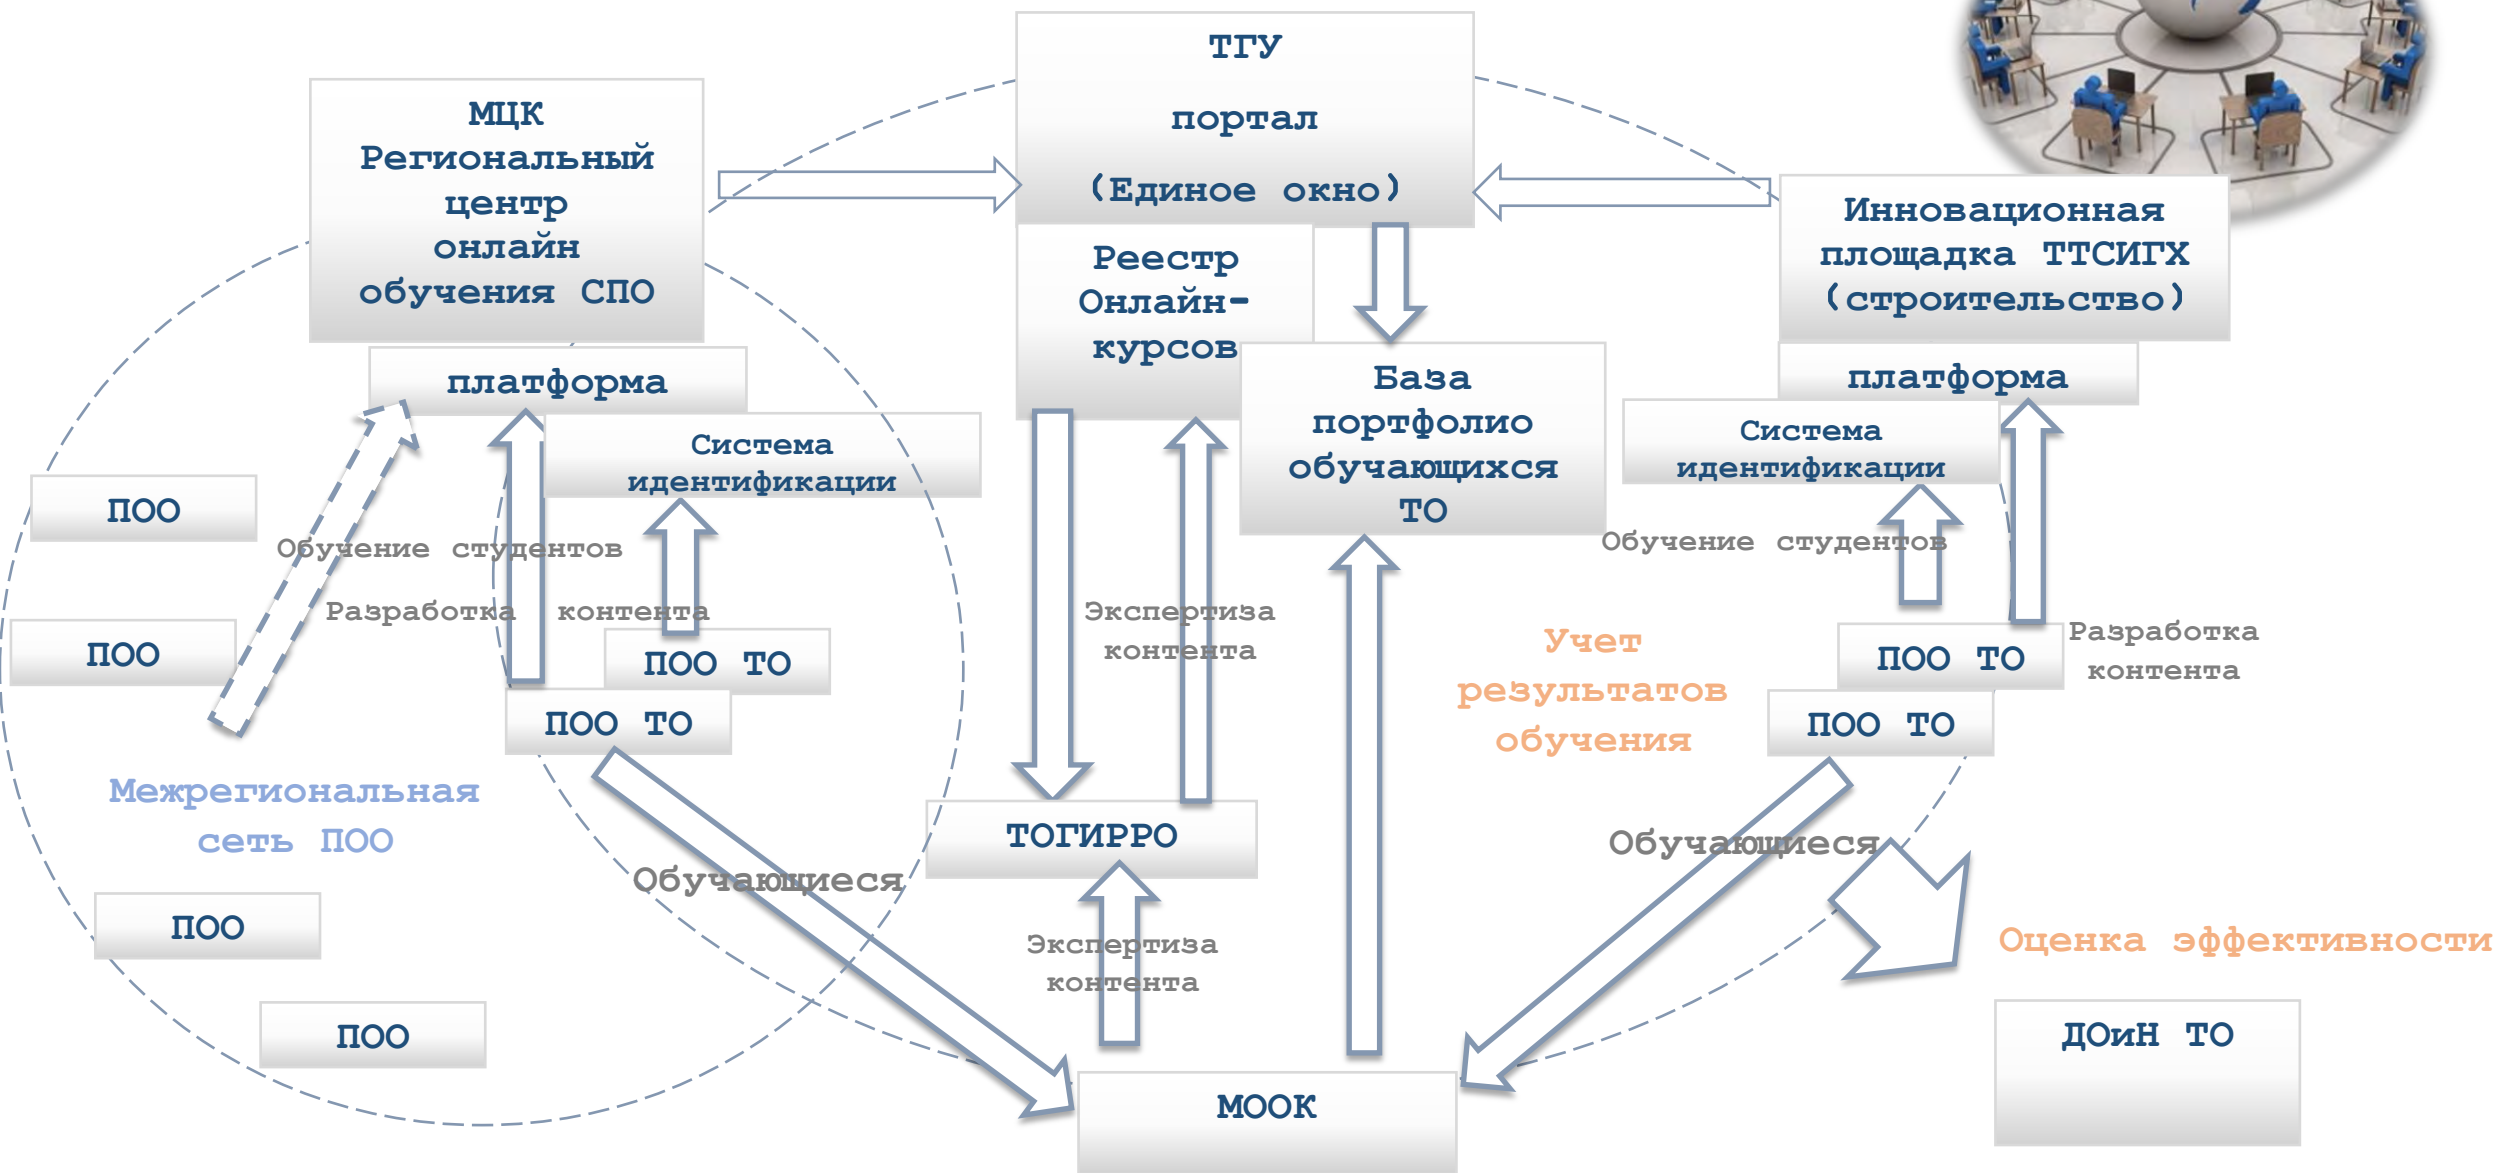 ТГУ
портал
(Единое окно)
МЦК
Региональный
центр
онлайн
обучения СПО
Инновационная
площадка ТТСИГХ
(строительство)
Реестр
Онлайн-
курсов
платформа
База
портфолио
обучающихся
ТО
платформа
Система
идентификации
Система
идентификации
ПОО
Обучение студентов
Обучение студентов
Разработка контента
Экспертиза
контента
ПОО
ПОО ТО
ПОО ТО
Учет
результатов
обучения
ПОО ТО
ПОО ТО
Разработка
контента
Межрегиональная
сеть ПОО
ТОГИРРО
Обучающиеся
Обучающиеся
ПОО
Экспертиза
контента
Оценка эффективности
ПОО
ДОиН ТО
МООК